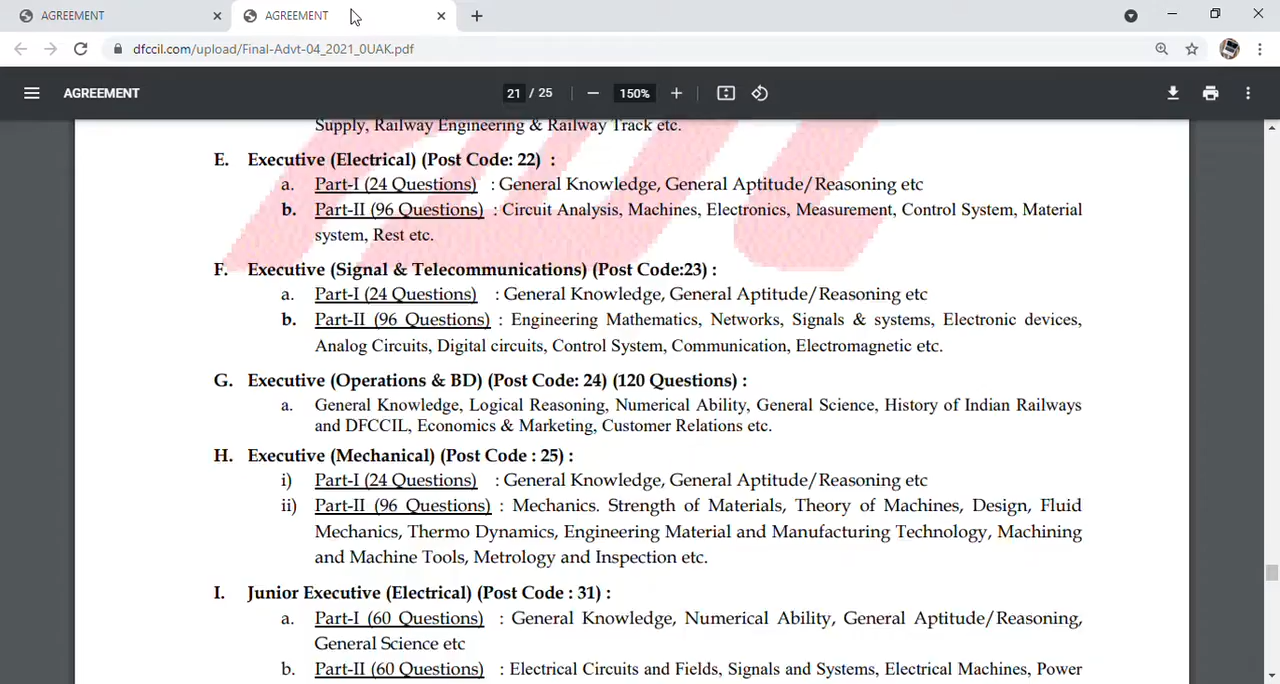 AGREEMENT
AGREEMENT
dfccil.com/upload/Final-Advt-04_2021_0UAK.pdf
AGREEMENT 21 / 25 150%
Supply, Railway Engineering & Railway Track etc.
E. Executive (Electrical) (Post Code: 22) :
a. Part-I (24 Questions) : General Knowledge, General Aptitude/Reasoning etc
b. Part-II (96 Questions) : Circuit Analysis, Machines, Electronics, Measurement, Control System, Material
system, Rest etc.
F. Executive (Signal & Telecommunications) (Post Code:23) :
a. Part-I (24 Questions) : General Knowledge, General Aptitude/Reasoning etc
b. Part-II (96 Questions) : Engineering Mathematics, Networks, Signals & systems, Electronic devices,
Analog Circuits, Digital circuits, Control System, Communication, Electromagnetic etc.
G. Executive (Operations & BD) (Post Code: 24) (120 Questions) :
a. General Knowledge, Logical Reasoning, Numerical Ability, General Science, History of Indian Railways
and DFCCIL, Economics & Marketing, Customer Relations etc.
H. Executive (Mechanical) (Post Code : 25) :
i) Part-I (24 Questions) : General Knowledge, General Aptitude/Reasoning etc
ii) Part-II (96 Questions) : Mechanics. Strength of Materials, Theory of Machines, Design, Fluid
Mechanics, Thermo Dynamics, Engineering Material and Manufacturing Technology, Machining
and Machine Tools, Metrology and Inspection etc.
I. Junior Executive (Electrical) (Post Code : 31) :
a. Part-I (60 Questions) : General Knowledge, Numerical Ability, General Aptitude/Reasoning,
General Science etc
b. Part-II (60 Questions) : Electrical Circuits and Fields, Signals and Systems, Electrical Machines, Power